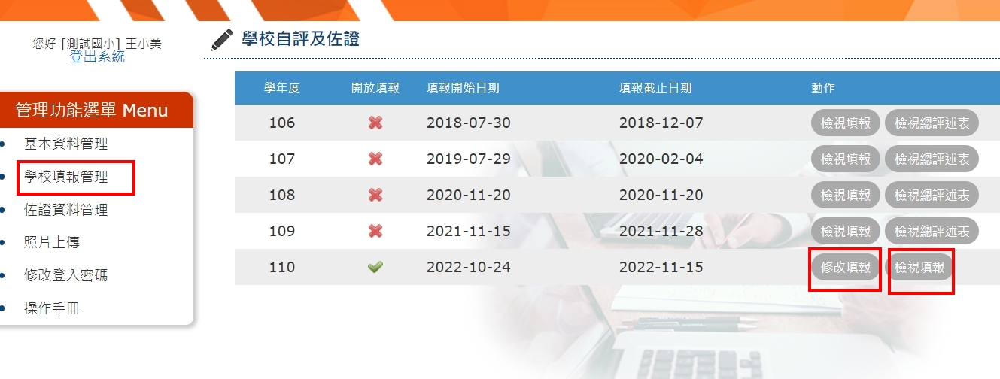 您好 [測試國小] 王小美
登出系統
管理功能選單 Menu
基本資料管理
學校填報管理
佐證資料管理
照片上傳
修改登入密碼
操作手冊
學校自評及佐證
學年度 開放填報 填報開始日期 填報截止日期 動作
106 2018-07-30 2018-12-07 檢視填報 檢視總評述表
107 2019-07-29 2020-02-04 檢視填報 檢視總評述表
108 2020-11-20 2020-11-20 檢視填報 檢視總評述表
109 2021-11-15 2021-11-28 檢視填報 檢視總評述表
110 2022-10-24 2022-11-15 修改填報 檢視填報